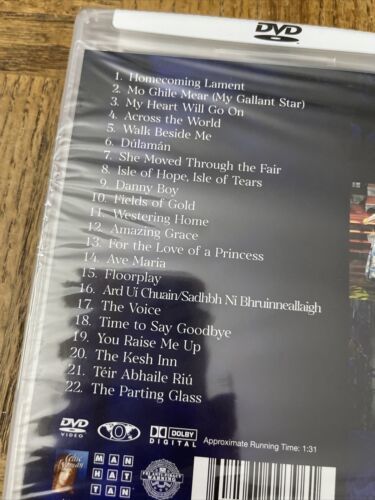 DVD
1. Homecoming Lament
2. Mo Ghile Mear (My Gallant Star)
3. My Heart Will Go On
4. Across the World
5. Walk Beside Me
6. Dúlamán
7. She Moved Through the Fair
8. Isle of Hope, Isle of Tears
9. Danny Boy
10. Fields of Gold
11. Westering Home
12. Amazing Grace
13. For the Love of a Princess
14. Ave Maria
15. Floorplay
16. Ard Ui Chuain/Sadhbh Ni Bhruinneallaigh
17. The Voice
18. Time to Say Goodbye
19. You Raise Me Up
20. The Kesh Inn
21. Téir Abhaile Riú
22. The Parting Glass
DVD VIDEO
0
DOLBY DIGITAL
Approximate Running Time: 1:31
MAN
HAT
TAN
WARNING